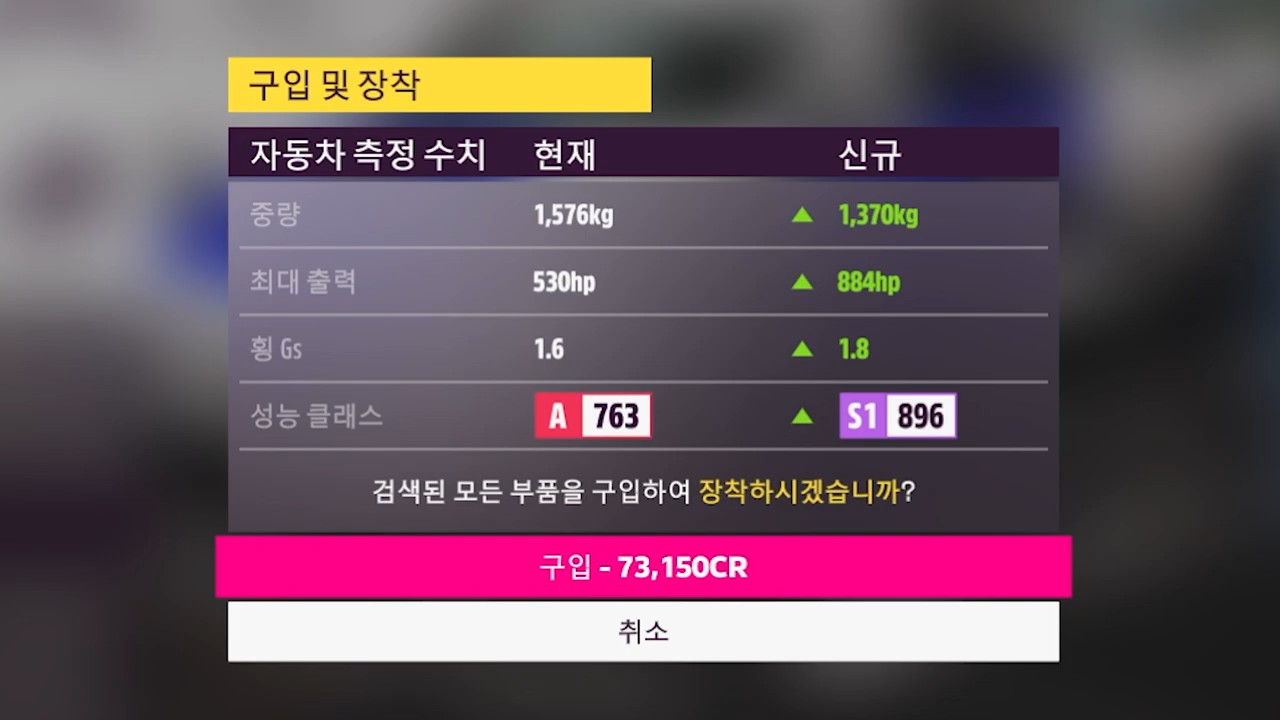 구입 및 장착
자동차 측정 수치 현재 신규
중량 1,576kg 1,370kg
최대 출력 530hp 884hp
횡 Gs 1.6 1.8
성능 클래스 A 763 S1 896
검색된 모든 부품을 구입하여 장착하시겠습니까?
구입 - 73,150CR
취소